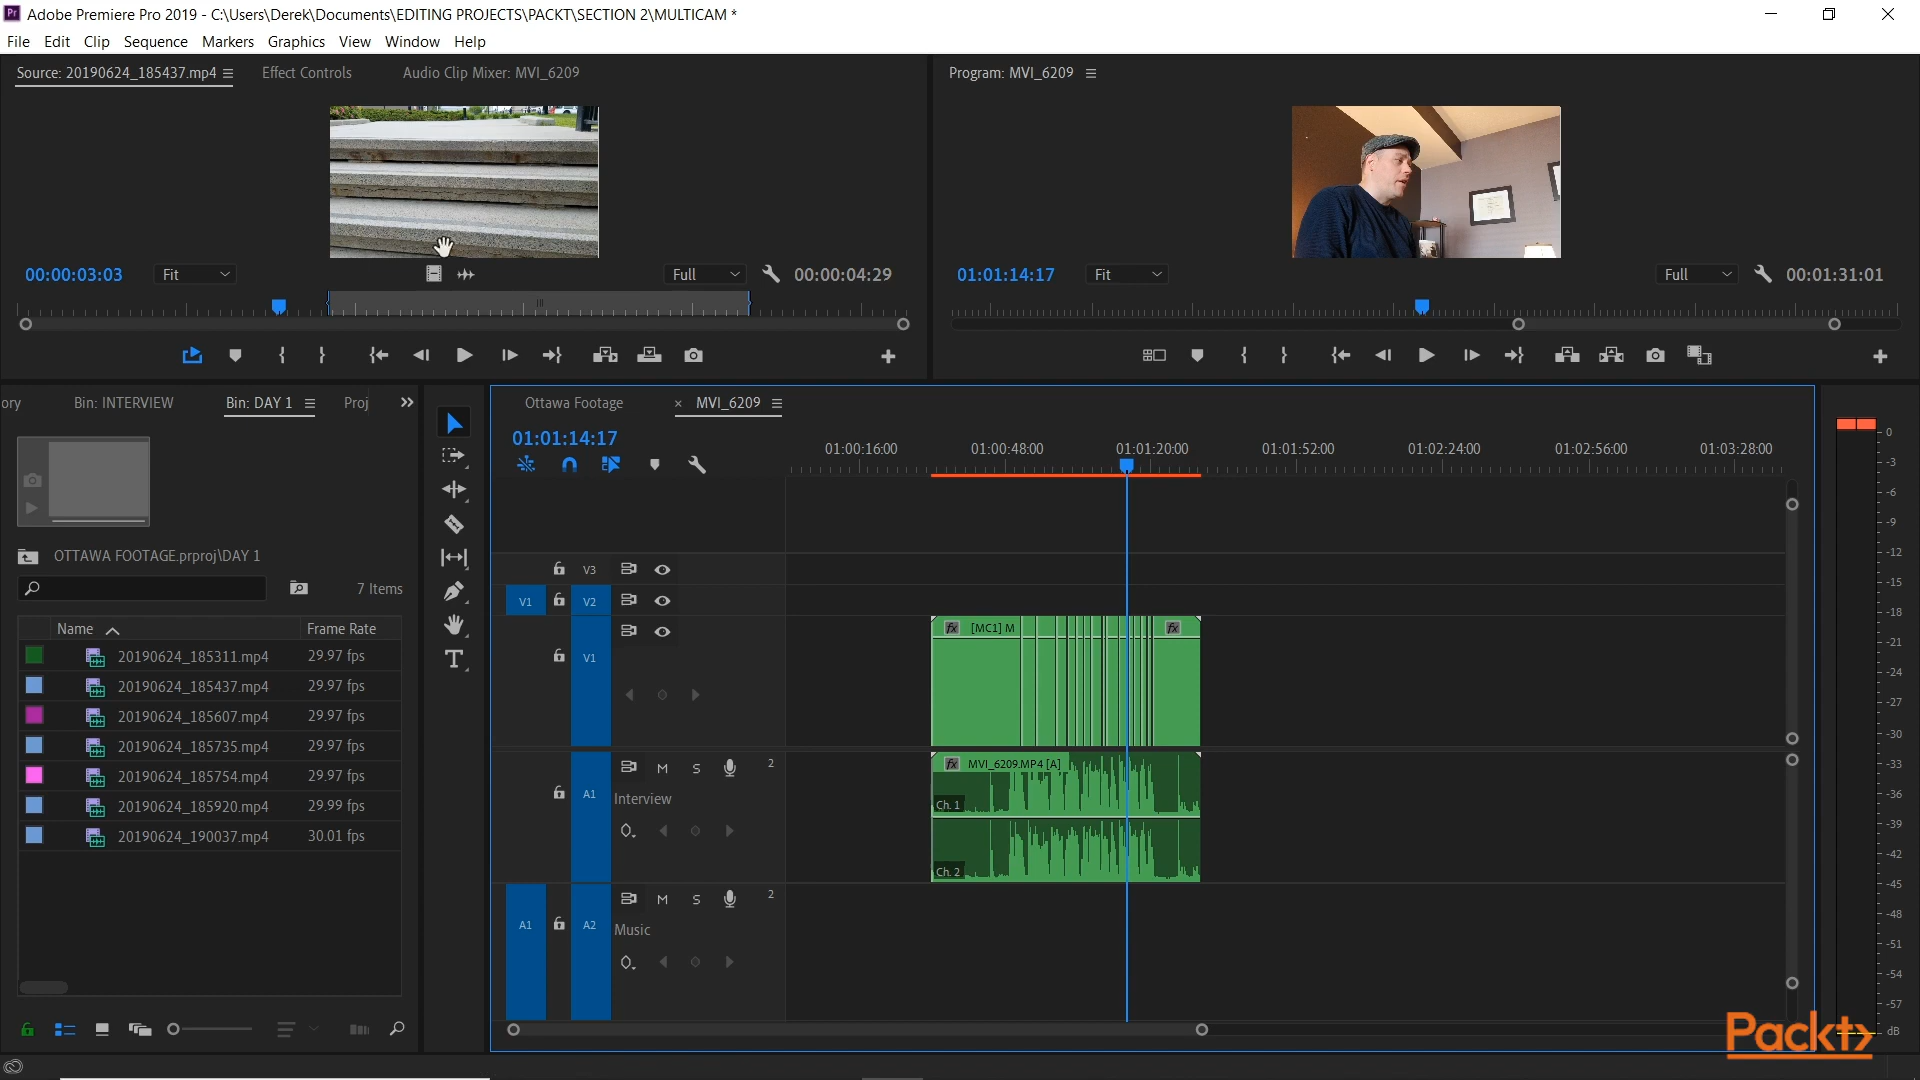 Pr Adobe Premiere Pro 2019 - C:\Users\Derek\Documents\EDITING PROJECTS\PACKT\SECTION 2\MULTICAM *
File Edit Clip Sequence Markers Graphics View Window Help
Source: 20190624_185437.mp4 Effect Controls Audio Clip Mixer: MVI_6209
Program: MVI_6209
00:00:03:03 Fit Full 00:00:04:29
01:01:14:17 Fit Full 00:01:31:01
ory Bin: INTERVIEW Bin: DAY 1 Proj
Ottawa Footage × MVI_6209
01:01:14:17
01:00:16:00 01:00:48:00 01:01:20:00 01:01:52:00 01:02:24:00 01:02:56:00 01:03:28:00
OTTAWA FOOTAGE.prproj\DAY 1
7 Items
Name Frame Rate
20190624_185311.mp4 29.97 fps
20190624_185437.mp4 29.97 fps
20190624_185607.mp4 29.97 fps
20190624_185735.mp4 29.97 fps
20190624_185754.mp4 29.97 fps
20190624_185920.mp4 29.99 fps
20190624_190037.mp4 30.01 fps
V3
V1 V2
V1
fx [MC1] M fx
A1 M S 2
Interview
fx MVI_6209.MP4 [A]
Ch. 1
Ch. 2
A1 A2 M S 2
Music
0
-3
-6
-9
-12
-15
-18
-21
-24
-27
-30
-33
-36
-39
-42
-45
-48
-51
-54
-57
dB
Packt>